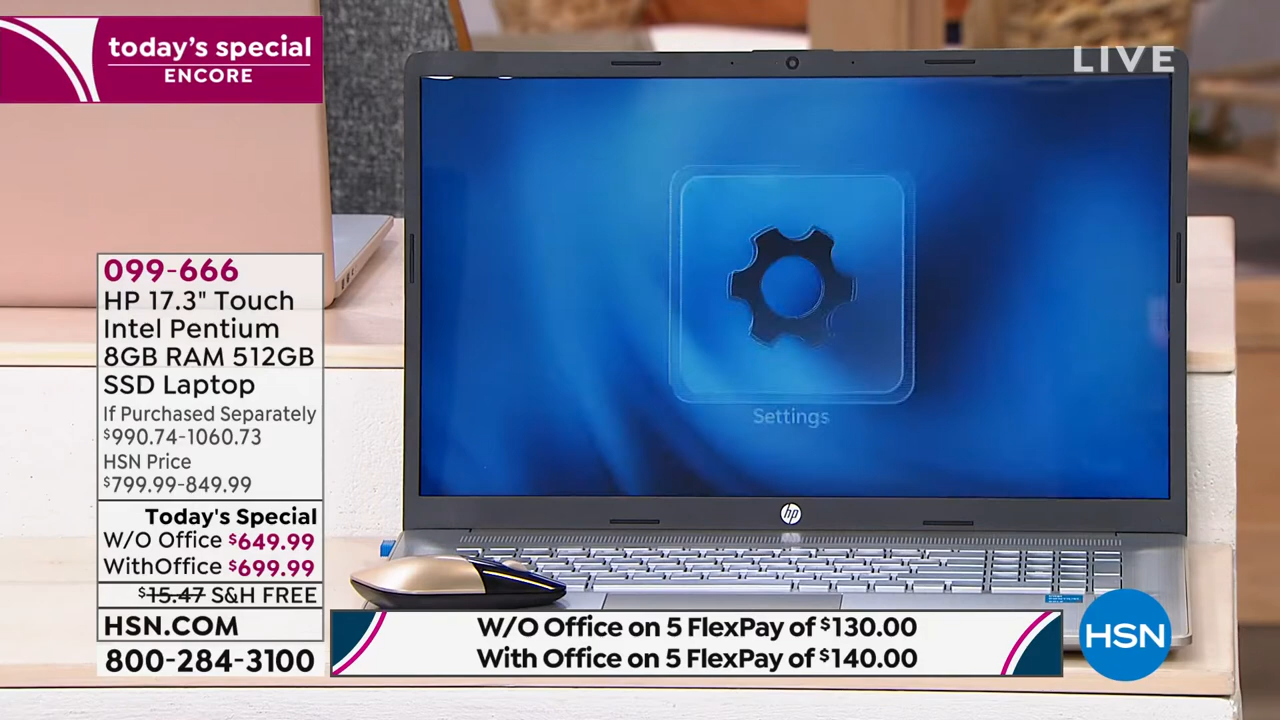 today's special
ENCORE
LIVE
099-666
HP 17.3" Touch
Intel Pentium
8GB RAM 512GB
SSD Laptop
If Purchased Separately
$990.74-1060.73
HSN Price
$799.99-849.99
Today's Special
W/O Office $649.99
WithOffice $699.99
$15.47 S&H FREE
HSN.COM
800-284-3100
Settings
hp
W/O Office on 5 FlexPay of $130.00
With Office on 5 FlexPay of $140.00
HSN